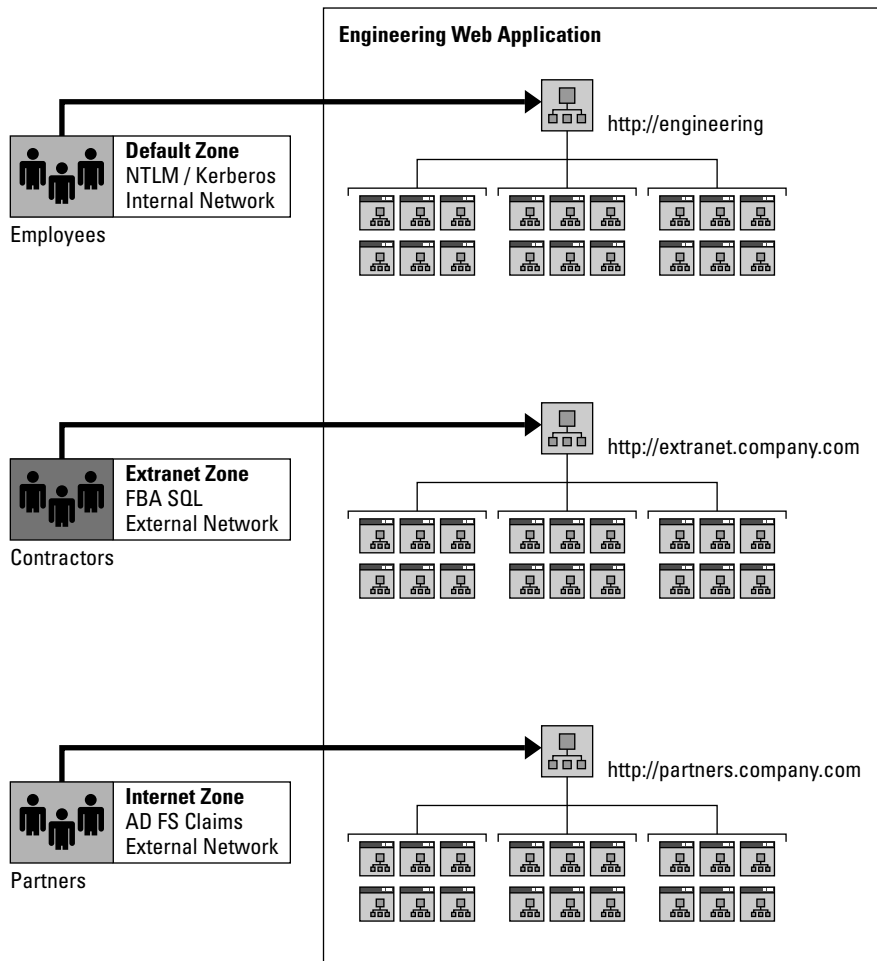 Engineering Web Application
http://engineering
Default Zone
NTLM / Kerberos
Internal Network
Employees
http://extranet.company.com
Extranet Zone
FBA SQL
External Network
Contractors
http://partners.company.com
Internet Zone
AD FS Claims
External Network
Partners